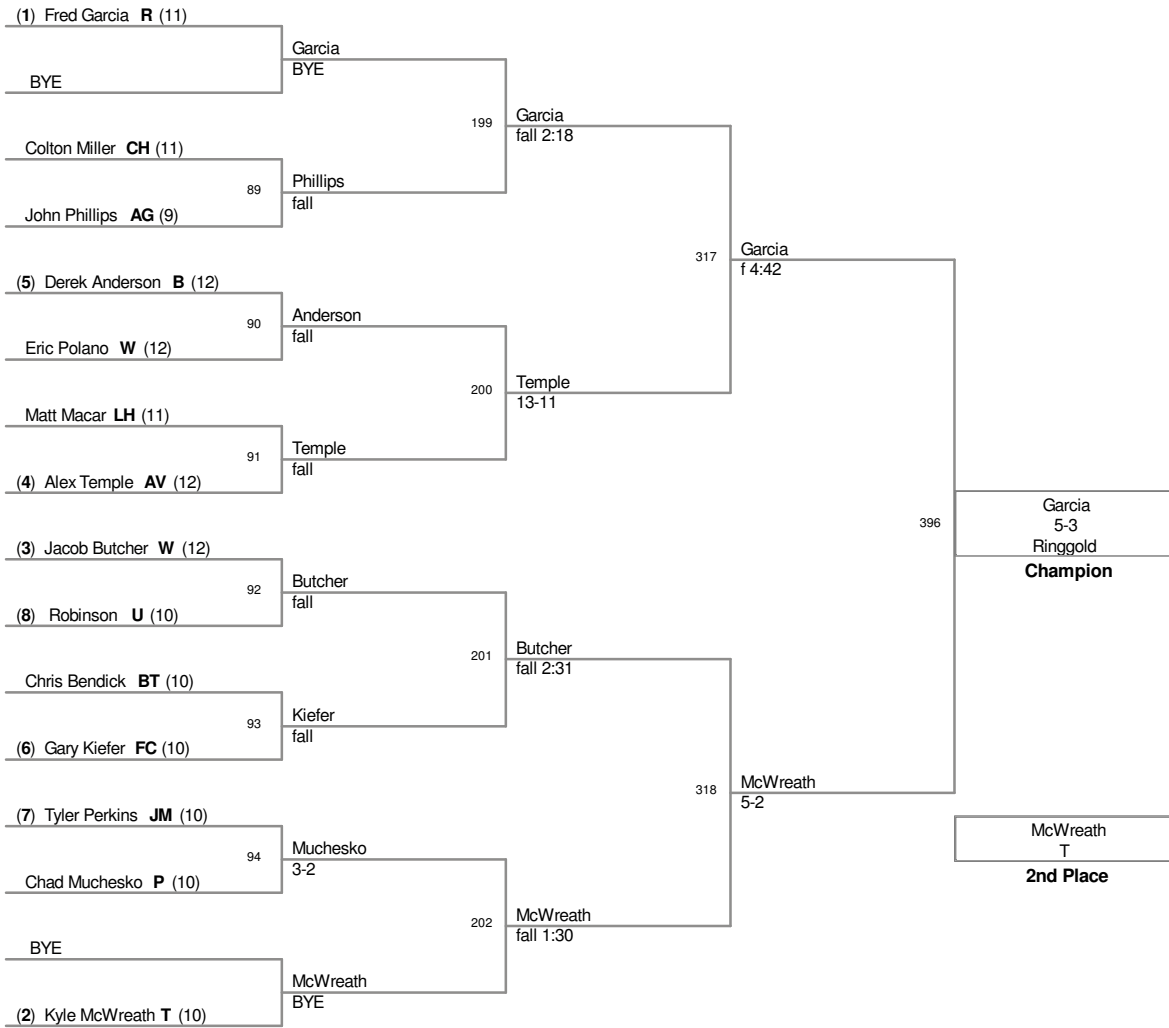 (1) Fred Garcia R (11)
BYE
Colton Miller CH (11)
John Phillips AG (9)
(5) Derek Anderson B (12)
Eric Polano W (12)
Matt Macar LH (11)
(4) Alex Temple AV (12)
(3) Jacob Butcher W (12)
(8) Robinson U (10)
Chris Bendick BT (10)
(6) Gary Kiefer FC (10)
(7) Tyler Perkins JM (10)
Chad Muchesko P (10)
BYE
(2) Kyle McWreath T (10)
89
90
91
92
93
94
Garcia
BYE
Phillips
fall
Anderson
fall
Temple
fall
Butcher
fall
Kiefer
fall
Muchesko
3-2
McWreath
BYE
199
200
201
202
Garcia
fall 2:18
Temple
13-11
Butcher
fall 2:31
McWreath
fall 1:30
317
318
Garcia
f 4:42
McWreath
5-2
396
Garcia
5-3
Ringgold
Champion
McWreath
T
2nd Place